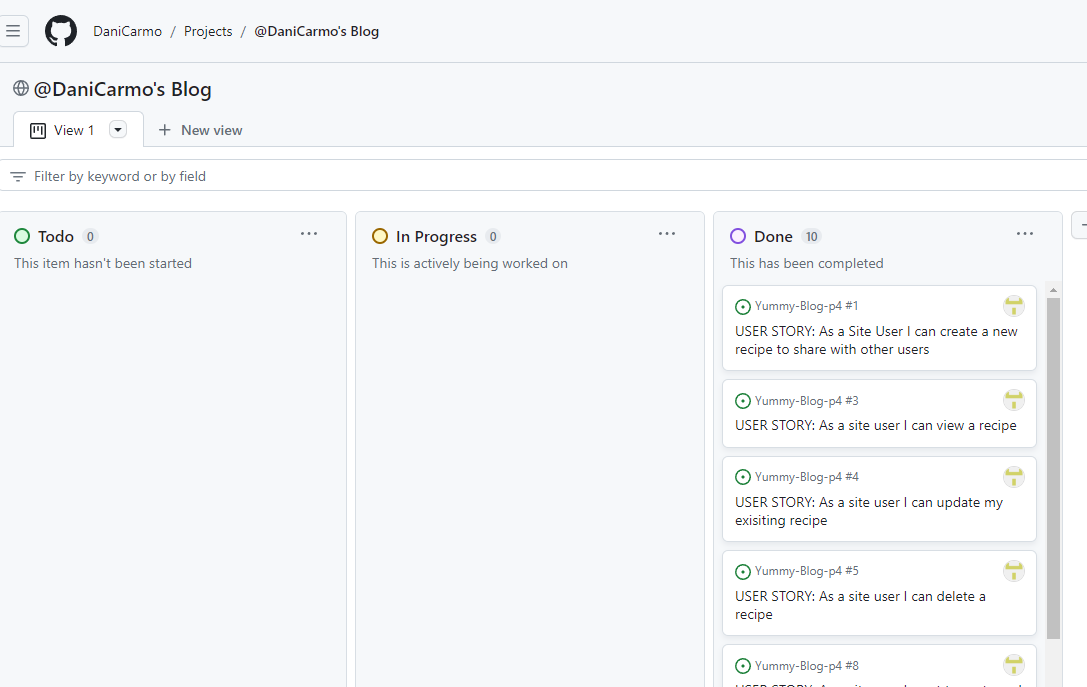 DaniCarmo / Projects / @DaniCarmo's Blog
@DaniCarmo's Blog
View 1
New view
Filter by keyword or by field
Todo 0
This item hasn't been started
In Progress 0
This is actively being worked on
Done 10
This has been completed
Yummy-Blog-p4 #1
USER STORY: As a Site User I can create a new
recipe to share with other users
Yummy-Blog-p4 #3
USER STORY: As a site user I can view a recipe
Yummy-Blog-p4 #4
USER STORY: As a site user I can update my
exisiting recipe
Yummy-Blog-p4 #5
USER STORY: As a site user I can delete a
recipe
Yummy-Blog-p4 #8